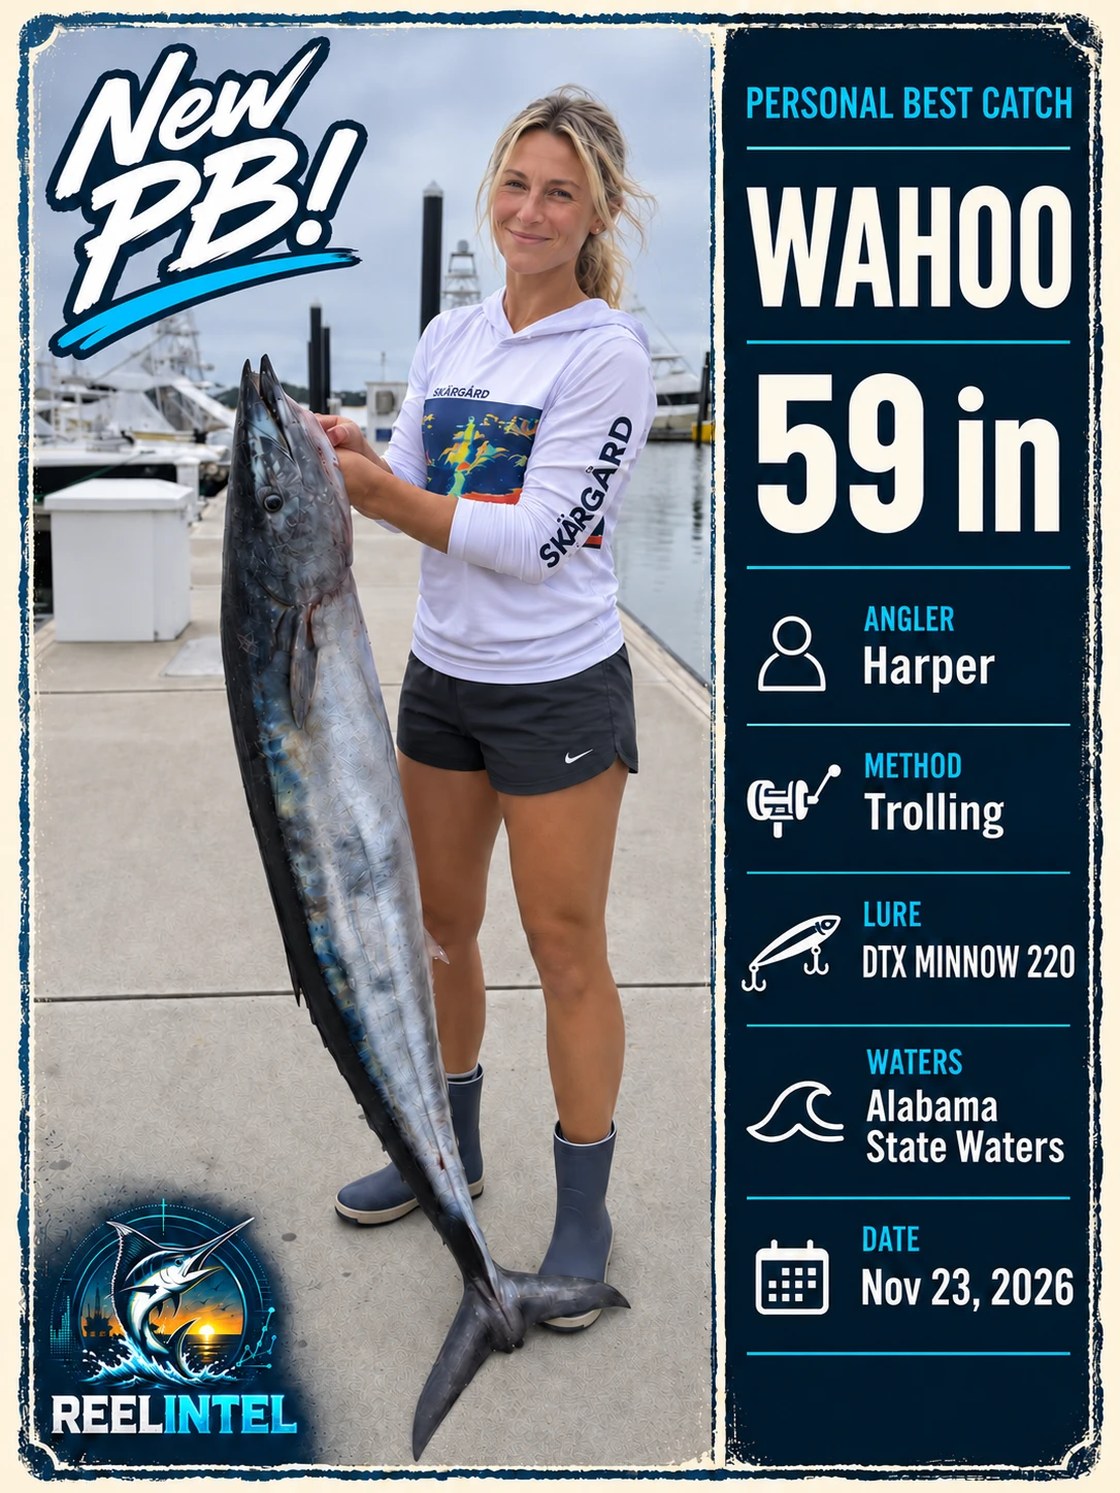 New
PB!
SKÄRGÅRD
SKÄRGÅRD
REELINTEL
PERSONAL BEST CATCH
WAHOO
59 in
ANGLER
Harper
METHOD
Trolling
LURE
DTX MINNOW 220
WATERS
Alabama
State Waters
DATE
Nov 23, 2026